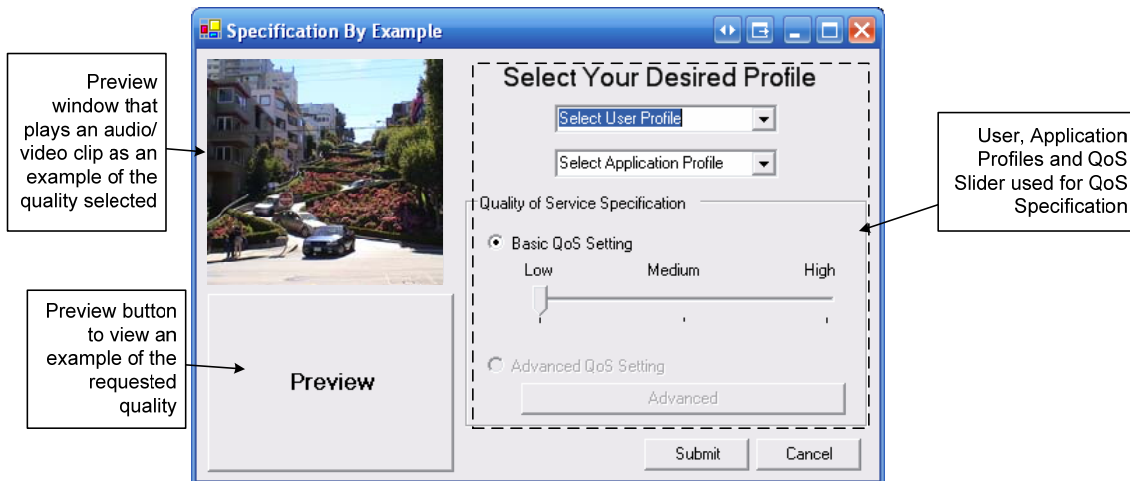 Specification By Example
Preview
window that
plays an audio/
video clip as an
example of the
quality selected
Select Your Desired Profile
Select User Profile
Select Application Profile
User, Application
Profiles and QoS
Slider used for QoS
Specification
Quality of Service Specification
Basic QoS Setting
Low Medium High
Preview button
to view an
example of the
requested
quality
Preview
Advanced QoS Setting
Advanced
Submit Cancel